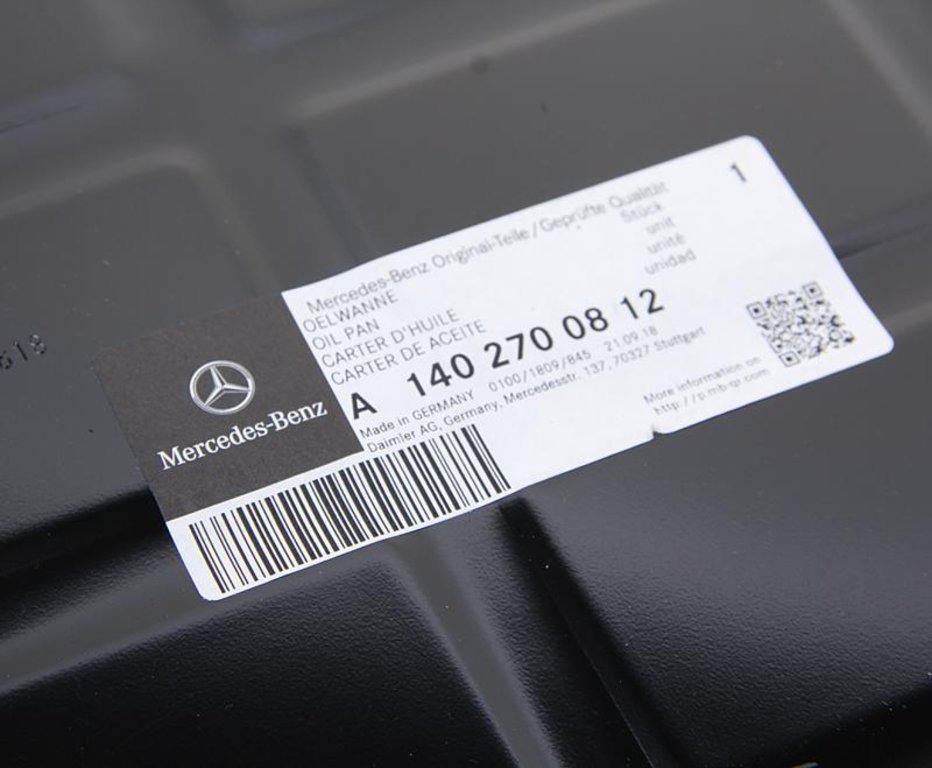 Mercedes-Benz Original-Teile / Geprüfte Qualität
1
OELWANNE
Stück
OIL PAN
unit
CARTER D'HUILE
unité
CARTER DE ACEITE
unidad
A 140 270 08 12
Made in GERMANY 0100/1809/845 21.09.18
Daimler AG, Germany, Mercedesstr. 137, 70327 Stuttgart
More information on
http://p.mb-qr.com
Mercedes-Benz